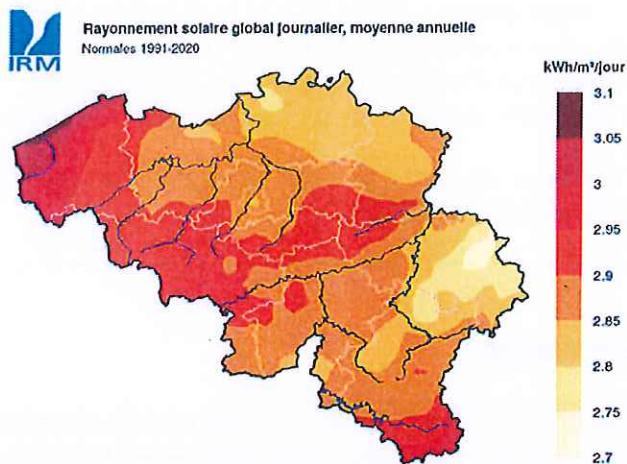 Rayonnement solaire global journalier, moyenne annuelle
Normales 1991-2020
IRM
kWh/m²/jour
3.1
3.05
3
2.95
2.9
2.85
2.8
2.75
2.7